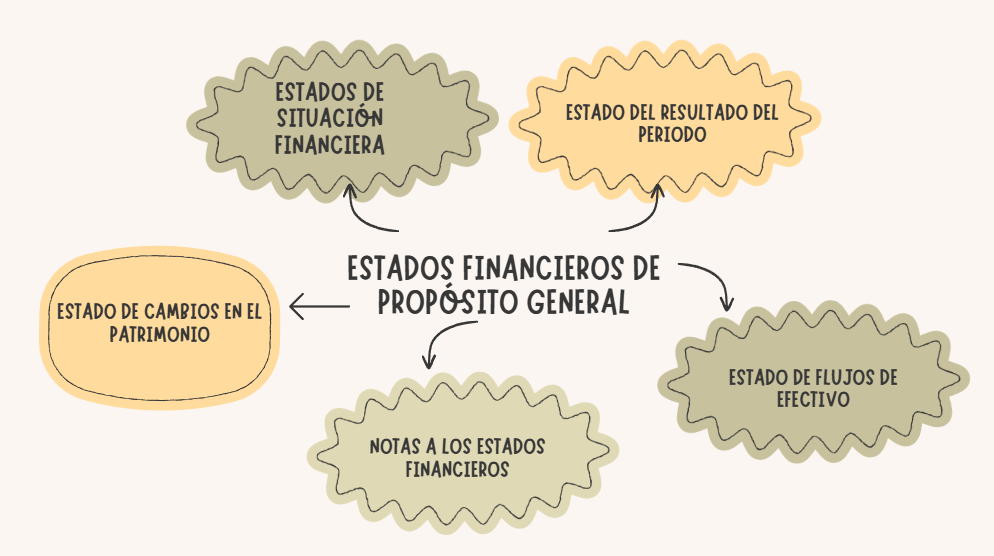 ESTADOS DE
SITUACIÓN
FINANCIERA
ESTADO DEL RESULTADO DEL
PERIODO
ESTADOS FINANCIEROS DE
PROPÓSITO GENERAL
ESTADO DE CAMBIOS EN EL
PATRIMONIO
ESTADO DE FLUJOS DE
EFECTIVO
NOTAS A LOS ESTADOS
FINANCIEROS